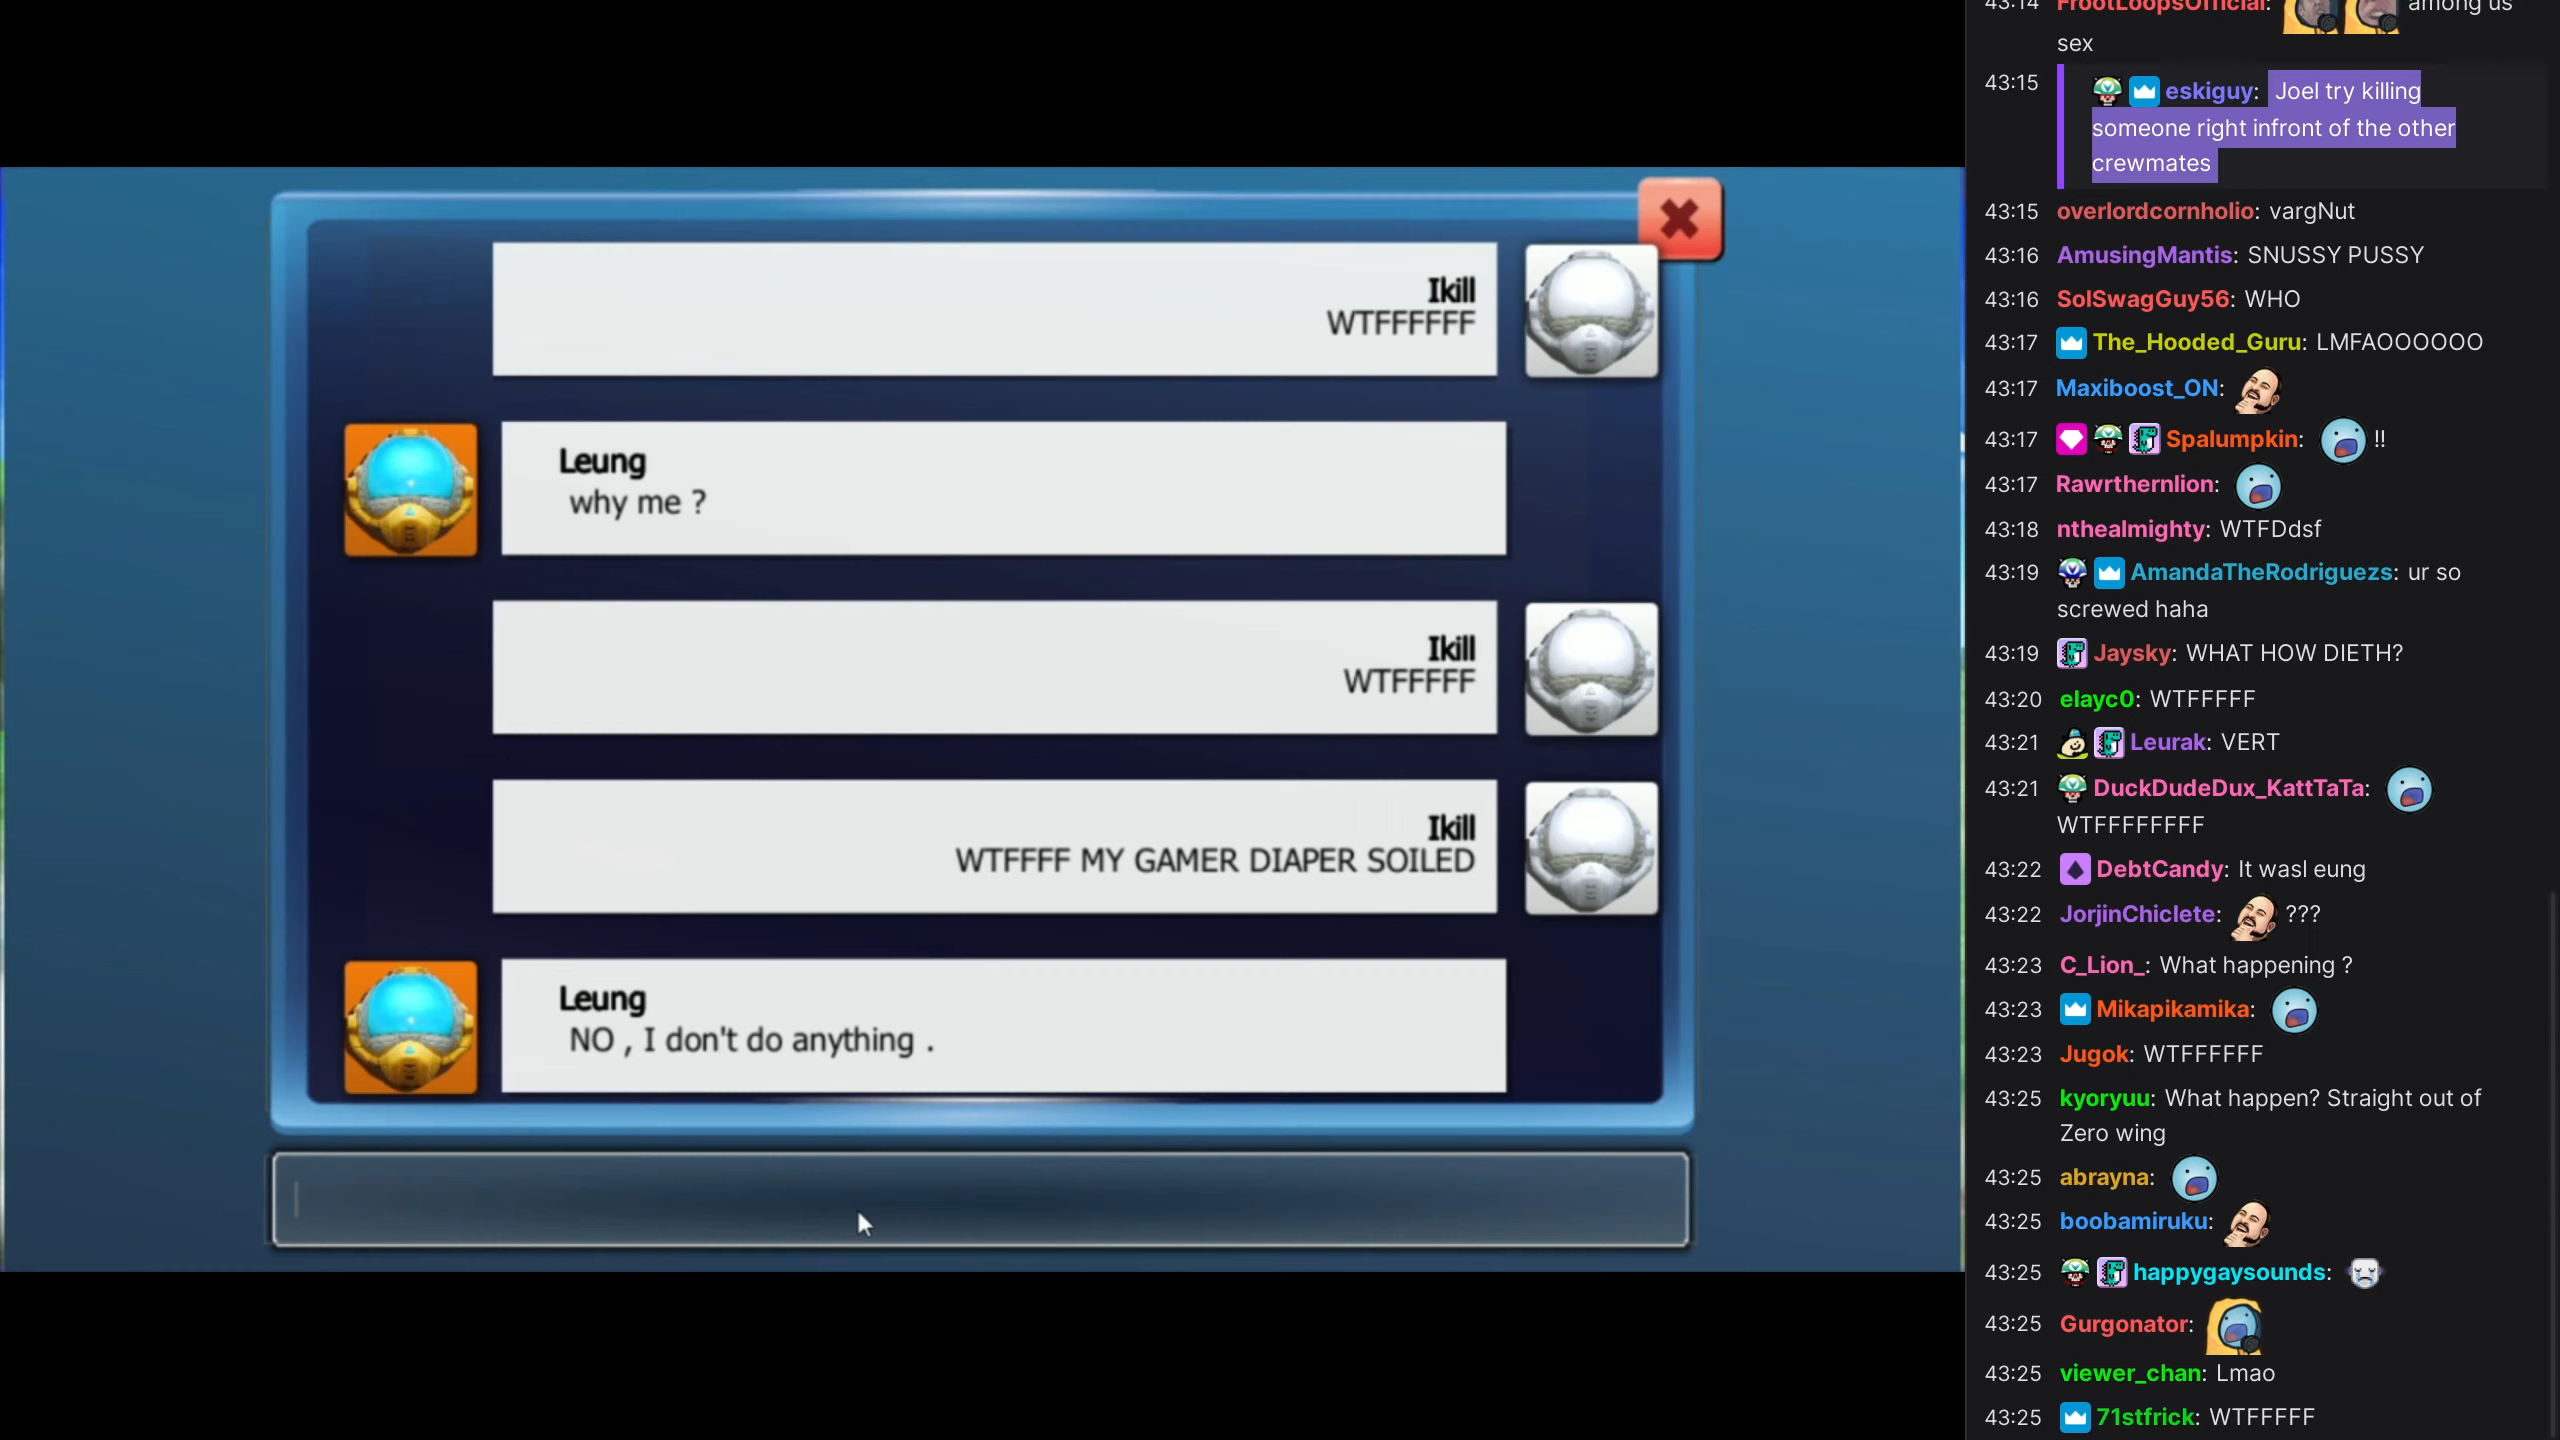 Ikill
WTFFFFFF
Leung
why me ?
Ikill
WTFFFFF
Ikill
WTFFFF MY GAMER DIAPER SOILED
Leung
NO , I don't do anything .
43:14 FrootLoopsOfficial: among us
sex
43:15 eskiguy: Joel try killing
someone right infront of the other
crewmates
43:15 overlordcornholio: vargNut
43:16 AmusingMantis: SNUSSY PUSSY
43:16 SolSwagGuy56: WHO
43:17 The_Hooded_Guru: LMFAOOOOOO
43:17 Maxiboost_ON:
43:17 Spalumpkin: !!
43:17 Rawrthernlion:
43:18 nthealmighty: WTFDdsf
43:19 AmandaTheRodriguezs: ur so
screwed haha
43:19 Jaysky: WHAT HOW DIETH?
43:20 elayc0: WTFFFFF
43:21 Leurak: VERT
43:21 DuckDudeDux_KattTaTa:
WTFFFFFFFF
43:22 DebtCandy: It wasl eung
43:22 JorjinChiclete: ???
43:23 C_Lion_: What happening ?
43:23 Mikapikamika:
43:23 Jugok: WTFFFFFF
43:25 kyoryuu: What happen? Straight out of
Zero wing
43:25 abrayna:
43:25 boobamiruku:
43:25 happygaysounds:
43:25 Gurgonator:
43:25 viewer_chan: Lmao
43:25 71stfrick: WTFFFFF